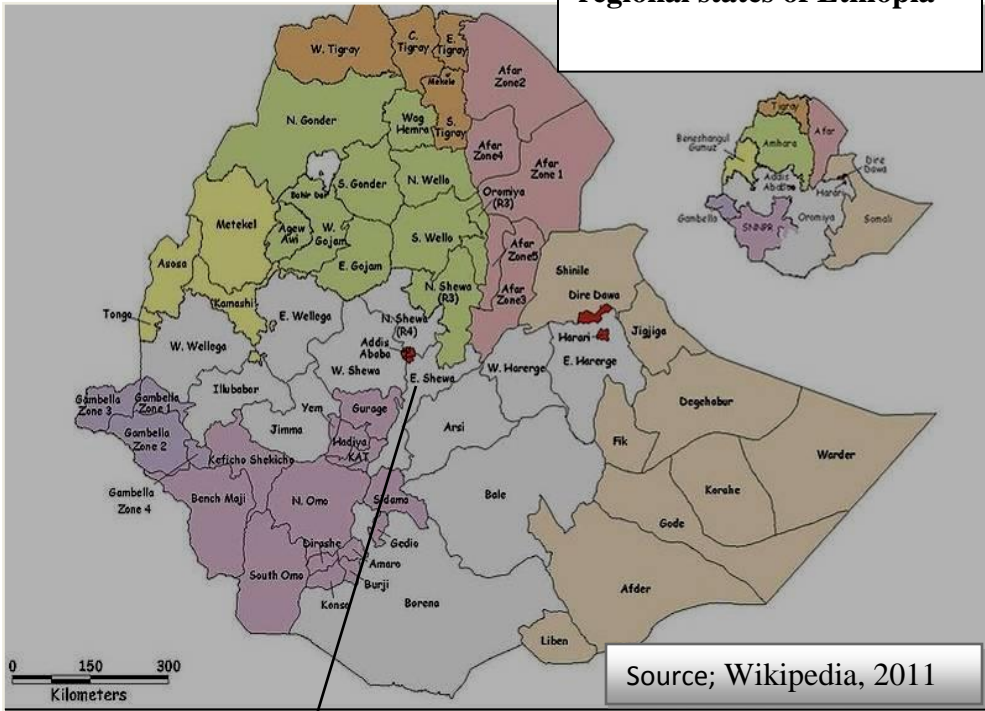 regional states of Ethiopia
W. Tigray
C.
Tigray
E.
Tigray
Mekele
S.
Tigray
Afar
Zone2
N. Gonder
Wag
Hemra
Afar
Zone4
Afar
Zone 1
Bahir Dar
S. Gonder
N. Wello
Oromiya
(R3)
Metekel
Agew
Awi
W.
Gojam
S. Wello
Afar
Zone5
Asosa
E. Gojam
N. Shewa
(R3)
Afar
Zone3
Shinile
Dire Dawa
Tongo
Kamashi
E. Wellega
N. Shewa
(R4)
Harari
Jigjiga
W. Wellega
Addis
Ababa
W. Shewa
E. Shewa
W. Harerge
E. Harerge
Gambella
Zone 3
Gambella
Zone 1
Illubabor
Yem
Gurage
Degehabur
Gambella
Zone 2
Jimma
Hadiya
KAT
Arsi
Fik
Warder
Keficho Shekicho
Gambella
Zone 4
Bench Maji
N. Omo
Sidama
Bale
Korahe
Gode
Dirashe
Gedio
Amaro
South Omo
Burji
Konso
Borena
Afder
Liben
Tigray
Afar
Beneshangul
Gumuz
Amhara
Dire
Dawa
Addis
Ababa
Harari
Gambella
SNNPR
Oromiya
Somali
0 150 300
Kilometers
Source; Wikipedia, 2011